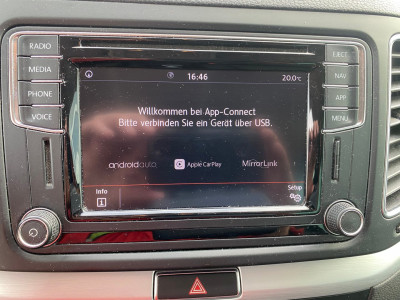 RADIO
MEDIA
PHONE
VOICE
EJECT
NAV
APP
MENU
16:46
20.0°C
Willkommen bei App-Connect
Bitte verbinden Sie ein Gerät über USB.
androidauto
Apple CarPlay
MirrorLink
Info
i
Setup